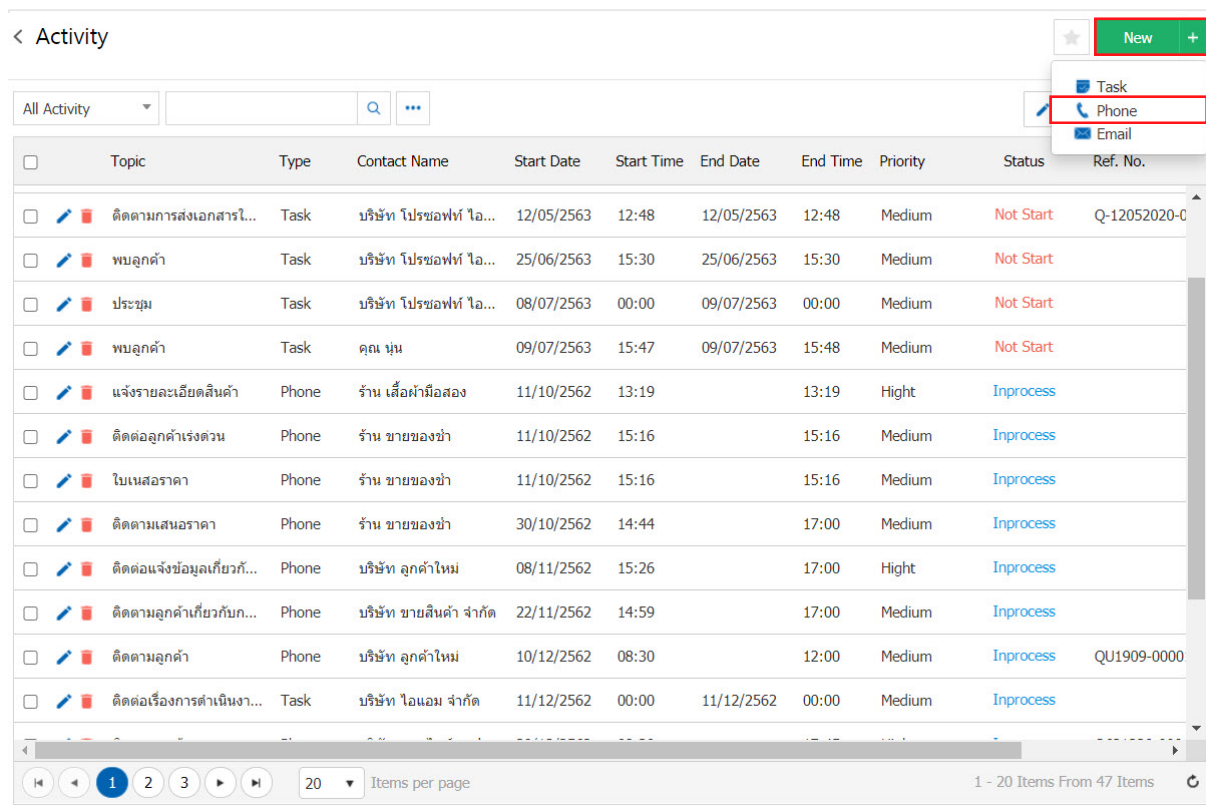 Activity
New +
Task
All Activity
Phone
Email
Topic Type Contact Name Start Date Start Time End Date End Time Priority Status Ref. No.
ติดตามการส่งเอกสารใ... Task บริษัท โปรซอฟท์ ไอ... 12/05/2563 12:48 12/05/2563 12:48 Medium Not Start Q-12052020-0
พบลูกค้า Task บริษัท โปรซอฟท์ ไอ... 25/06/2563 15:30 25/06/2563 15:30 Medium Not Start
ประชุม Task บริษัท โปรซอฟท์ ไอ... 08/07/2563 00:00 09/07/2563 00:00 Medium Not Start
พบลูกค้า Task คุณ นุ่น 09/07/2563 15:47 09/07/2563 15:48 Medium Not Start
แจ้งรายละเอียดสินค้า Phone ร้าน เสื้อผ้ามือสอง 11/10/2562 13:19 13:19 Hight Inprocess
ติดต่อลูกค้าเร่งด่วน Phone ร้าน ขายของชำ 11/10/2562 15:16 15:16 Medium Inprocess
ใบเนสอราคา Phone ร้าน ขายของชำ 11/10/2562 15:16 15:16 Medium Inprocess
ติดตามเสนอราคา Phone ร้าน ขายของชำ 30/10/2562 14:44 17:00 Medium Inprocess
ติดต่อแจ้งข้อมูลเกี่ยวกั... Phone บริษัท ลูกค้าใหม่ 08/11/2562 15:26 17:00 Hight Inprocess
ติดตามลูกค้าเกี่ยวกับก... Phone บริษัท ขายสินค้า จำกัด 22/11/2562 14:59 17:00 Medium Inprocess
ติดตามลูกค้า Phone บริษัท ลูกค้าใหม่ 10/12/2562 08:30 12:00 Medium Inprocess QU1909-0000
ติดต่อเรื่องการดำเนินงา... Task บริษัท ไอแอม จำกัด 11/12/2562 00:00 11/12/2562 00:00 Medium Inprocess
1 2 3 20 Items per page 1 - 20 Items From 47 Items